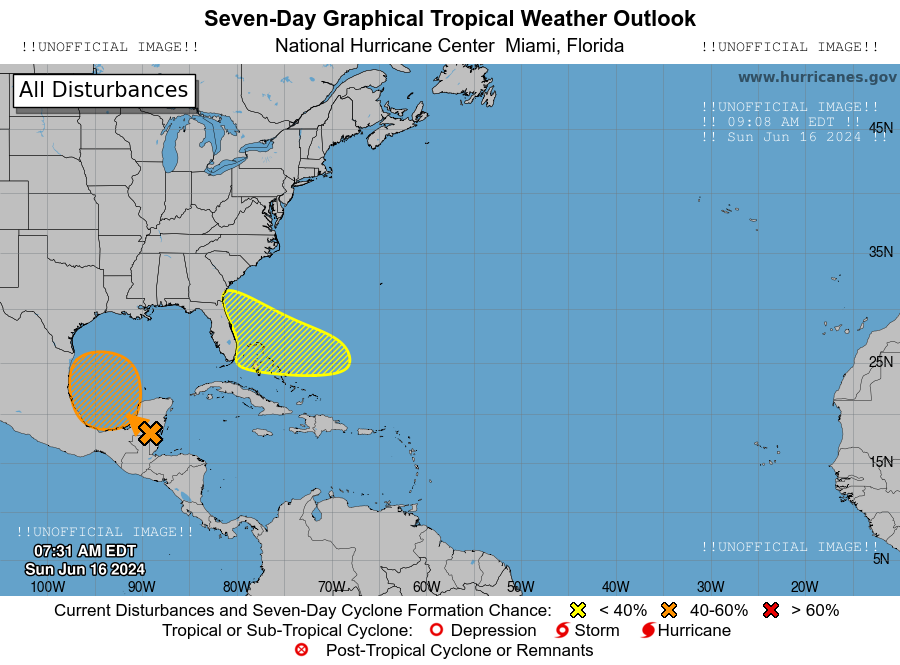 Seven-Day Graphical Tropical Weather Outlook
!!UNOFFICIAL IMAGE!! National Hurricane Center Miami, Florida !!UNOFFICIAL IMAGE!!
All Disturbances
www.hurricanes.gov
!!UNOFFICIAL IMAGE!!
!! 09:08 AM EDT !!
!! Sun Jun 16 2024 !!
45N
35N
25N
15N
!!UNOFFICIAL IMAGE!!
07:31 AM EDT
Sun Jun 16 2024
!!UNOFFICIAL IMAGE!!
5N
100W 90W 80W 70W 60W 50W 40W 30W 20W
Current Disturbances and Seven-Day Cyclone Formation Chance: < 40% 40-60% > 60%
Tropical or Sub-Tropical Cyclone: Depression Storm Hurricane
Post-Tropical Cyclone or Remnants